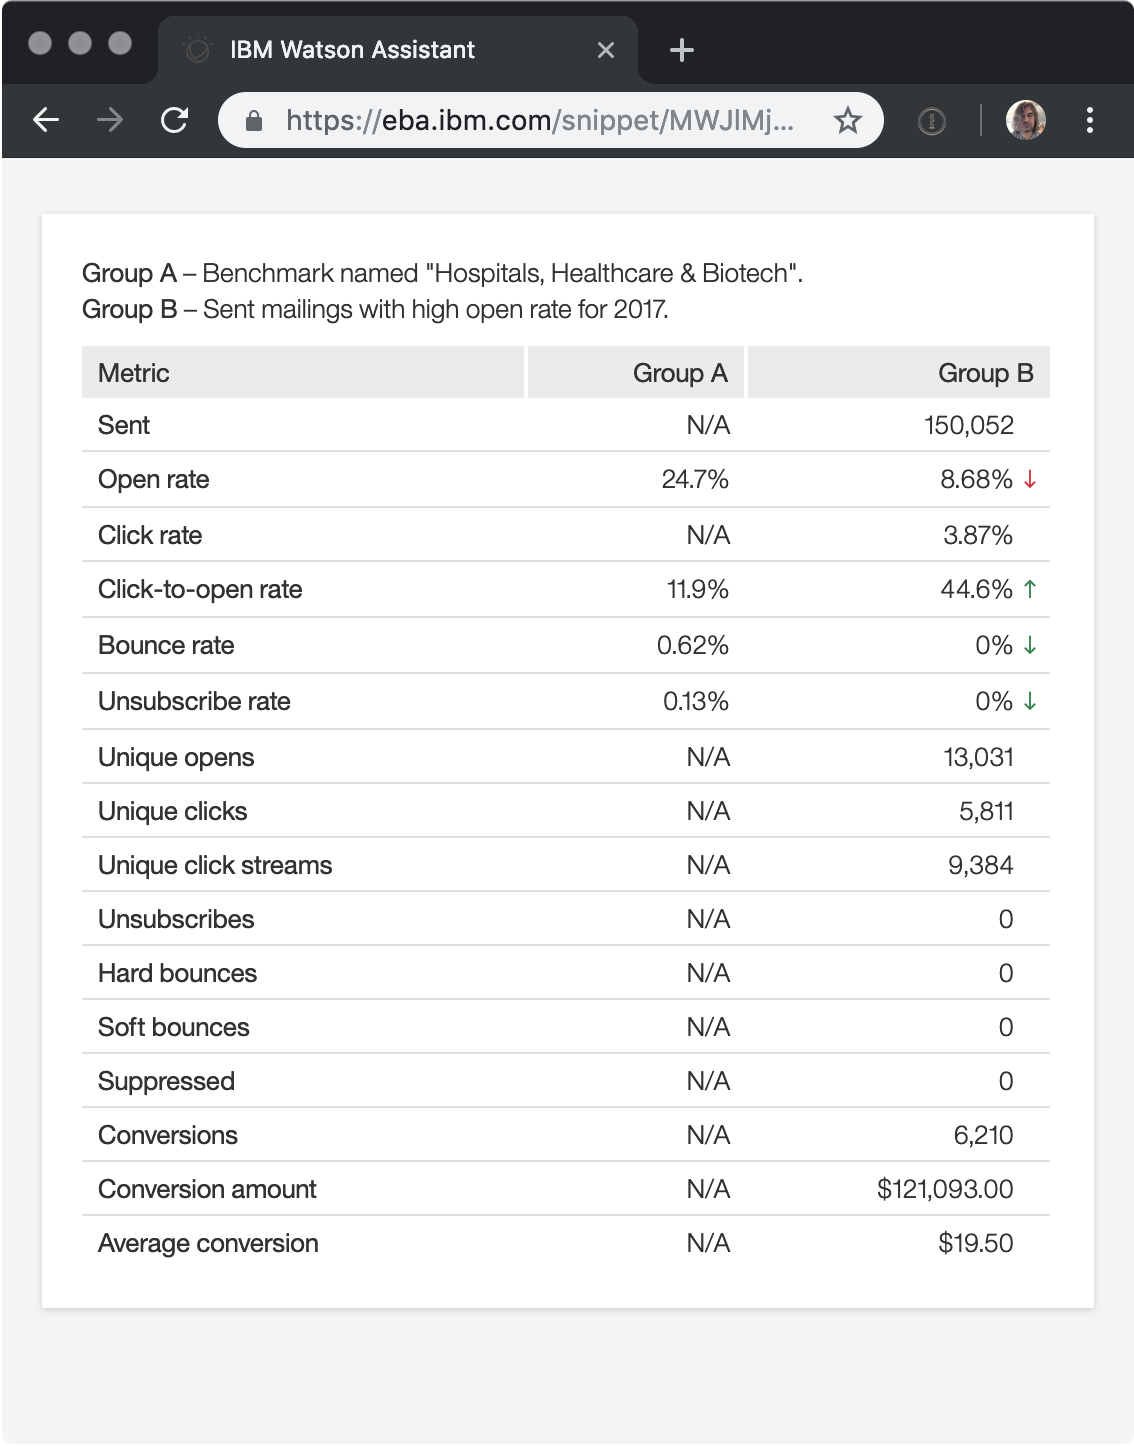 IBM Watson Assistant
https://eba.ibm.com/snippet/MWJIMj...
Group A – Benchmark named "Hospitals, Healthcare & Biotech".
Group B – Sent mailings with high open rate for 2017.
Metric Group A Group B
Sent N/A 150,052
Open rate 24.7% 8.68% ↓
Click rate N/A 3.87%
Click-to-open rate 11.9% 44.6% ↑
Bounce rate 0.62% 0% ↓
Unsubscribe rate 0.13% 0% ↓
Unique opens N/A 13,031
Unique clicks N/A 5,811
Unique click streams N/A 9,384
Unsubscribes N/A 0
Hard bounces N/A 0
Soft bounces N/A 0
Suppressed N/A 0
Conversions N/A 6,210
Conversion amount N/A $121,093.00
Average conversion N/A $19.50